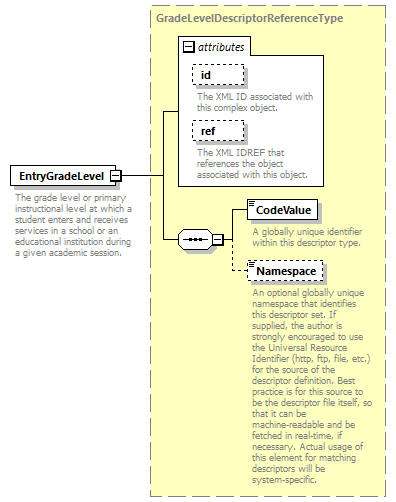 GradeLevelDescriptorReferenceType
attributes
id
The XML ID associated with
this complex object.
ref
The XML IDREF that
references the object
associated with this object.
EntryGradeLevel
The grade level or primary
instructional level at which a
student enters and receives
services in a school or an
educational institution during
a given academic session.
CodeValue
A globally unique identifier
within this descriptor type.
Namespace
An optional globally unique
namespace that identifies
this descriptor set. If
supplied, the author is
strongly encouraged to use
the Universal Resource
Identifier (http, ftp, file, etc.)
for the source of the
descriptor definition. Best
practice is for this source to
be the descriptor file itself, so
that it can be
machine-readable and be
fetched in real-time, if
necessary. Actual usage of
this element for matching
descriptors will be
system-specific.